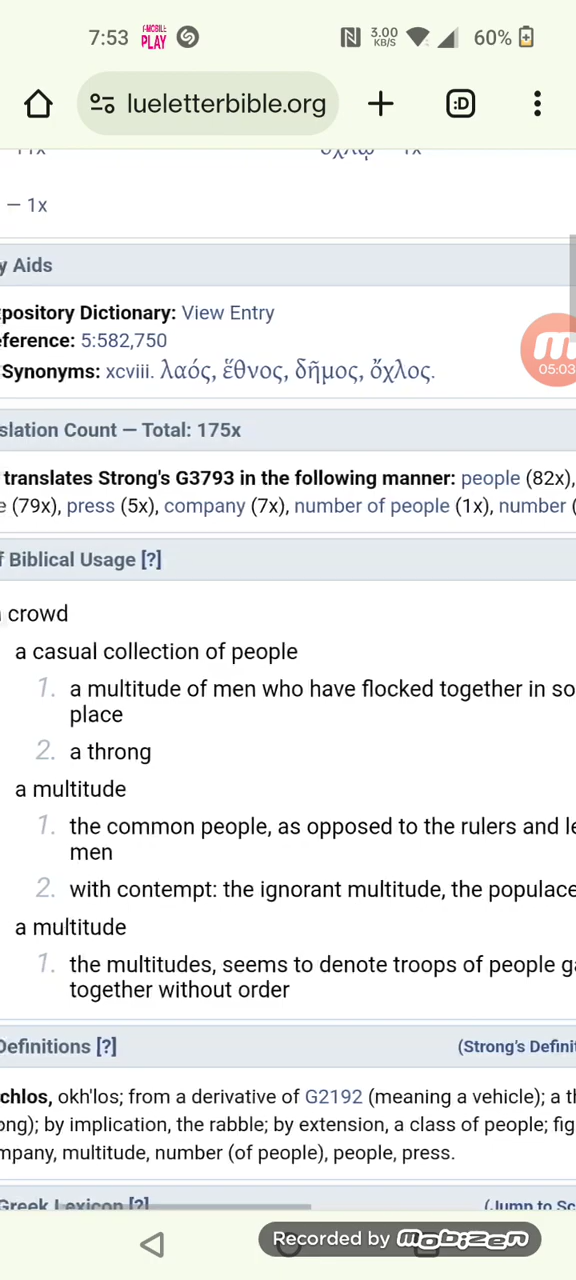 7:53 T-MOBILE PLAY 3.00 KB/S 60%
lueletterbible.org :D
— 1x
y Aids
pository Dictionary: View Entry
eference: 5:582,750
Synonyms: xcviii. λαός, ἔθνος, δῆμος, ὄχλος.
slation Count — Total: 175x
translates Strong's G3793 in the following manner: people (82x),
e (79x), press (5x), company (7x), number of people (1x), number (
f Biblical Usage [?]
crowd
a casual collection of people
1. a multitude of men who have flocked together in so
place
2. a throng
a multitude
1. the common people, as opposed to the rulers and le
men
2. with contempt: the ignorant multitude, the populace
a multitude
1. the multitudes, seems to denote troops of people ga
together without order
Definitions [?] (Strong's Definit
chlos, okh'los; from a derivative of G2192 (meaning a vehicle); a th
ong); by implication, the rabble; by extension, a class of people; fig
mpany, multitude, number (of people), people, press.
Greek Lexicon [?] (Jump to Sc
05:03
Recorded by mobizen